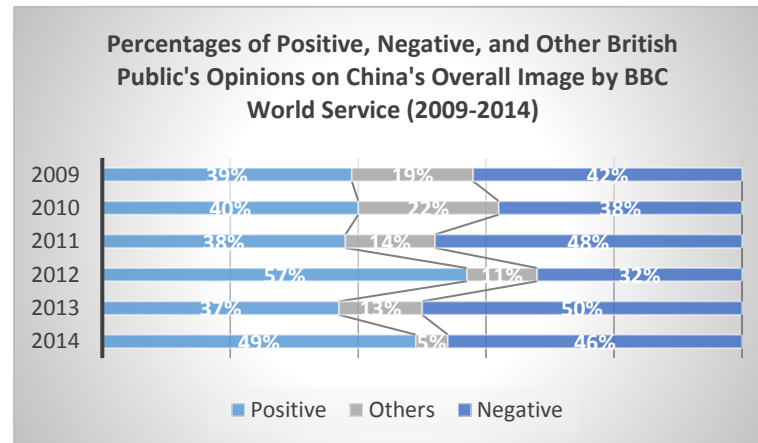 Percentages of Positive, Negative, and Other British
Public's Opinions on China's Overall Image by BBC
World Service (2009-2014)
2009 39% 19% 42%
2010 40% 22% 38%
2011 38% 14% 48%
2012 57% 11% 32%
2013 37% 13% 50%
2014 49% 5% 46%
Positive Others Negative